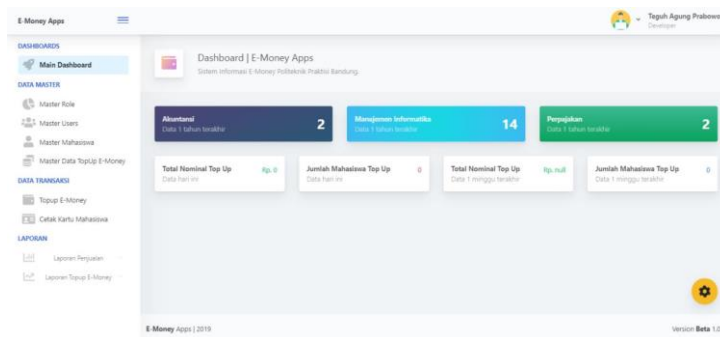 E-Money Apps
Teguh Agung Prabowo
Developer
DASHBOARDS
Main Dashboard
DATA MASTER
Master Role
Master Users
Master Mahasiswa
Master Data TopUp E-Money
DATA TRANSAKSI
Topup E-Money
Cetak Kartu Mahasiswa
LAPORAN
Laporan Penjualan
Laporan Topup E-Money
Dashboard | E-Money Apps
Sistem Informasi E-Money Politeknik Praktisi Bandung.
Akuntansi
Data 1 tahun terakhir
2
Manajemen Informatika
Data 1 tahun terakhir
14
Perpajakan
Data 1 tahun terakhir
2
Total Nominal Top Up
Data hari ini
Rp. 0
Jumlah Mahasiswa Top Up
Data hari ini
0
Total Nominal Top Up
Data 1 minggu terakhir
Rp. null
Jumlah Mahasiswa Top Up
Data 1 minggu terakhir
0
E-Money Apps | 2019
Version Beta 1.0